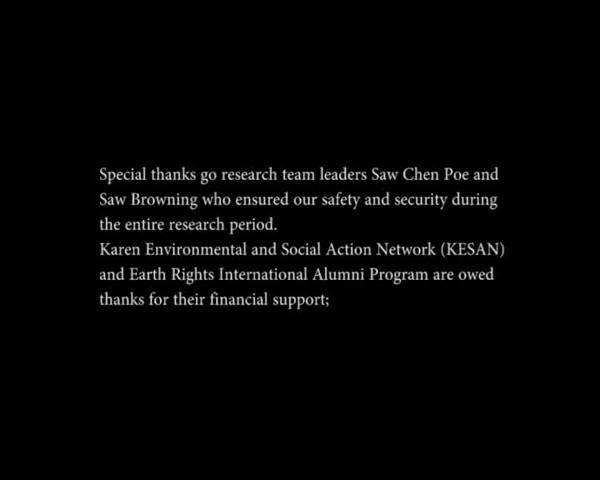 Special thanks go research team leaders Saw Chen Poe and
Saw Browning who ensured our safety and security during
the entire research period.
Karen Environmental and Social Action Network (KESAN)
and Earth Rights International Alumni Program are owed
thanks for their financial support;